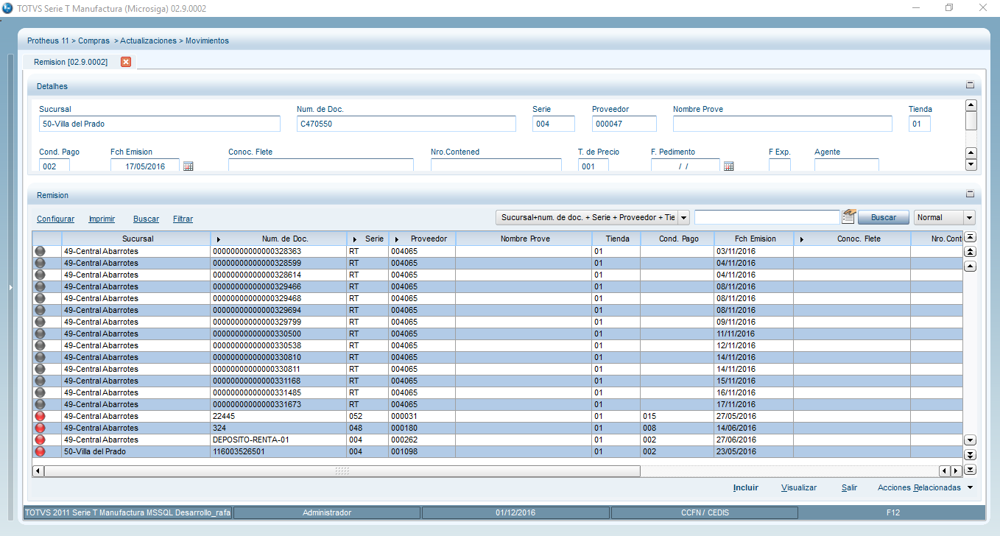 TOTVS Serie T Manufactura (Microsiga) 02.9.0002
Protheus 11 > Compras > Actualizaciones > Movimientos
Remision [02.9.0002]
Detalhes
Sucursal Num. de Doc. Serie Proveedor Nombre Prove Tienda
50-Villa del Prado C470550 004 000047 01
Cond. Pago Fch Emision Conoc. Flete Nro.Contened T. de Precio F. Pedimento F Exp. Agente
002 17/05/2016 001 / /
Remision
Configurar Imprimir Buscar Filtrar Sucursal+num. de doc. + Serie + Proveedor + Tie Buscar Normal
Sucursal Num. de Doc. Serie Proveedor Nombre Prove Tienda Cond. Pago Fch Emision Conoc. Flete Nro.Cont
49-Central Abarrotes 00000000000000328363 RT 004065 01 03/11/2016
49-Central Abarrotes 00000000000000328599 RT 004065 01 04/11/2016
49-Central Abarrotes 00000000000000328614 RT 004065 01 04/11/2016
49-Central Abarrotes 00000000000000329466 RT 004065 01 08/11/2016
49-Central Abarrotes 00000000000000329468 RT 004065 01 08/11/2016
49-Central Abarrotes 00000000000000329694 RT 004065 01 08/11/2016
49-Central Abarrotes 00000000000000329799 RT 004065 01 09/11/2016
49-Central Abarrotes 00000000000000330500 RT 004065 01 11/11/2016
49-Central Abarrotes 00000000000000330538 RT 004065 01 12/11/2016
49-Central Abarrotes 00000000000000330810 RT 004065 01 14/11/2016
49-Central Abarrotes 00000000000000330811 RT 004065 01 14/11/2016
49-Central Abarrotes 00000000000000331168 RT 004065 01 15/11/2016
49-Central Abarrotes 00000000000000331485 RT 004065 01 16/11/2016
49-Central Abarrotes 00000000000000331673 RT 004065 01 17/11/2016
49-Central Abarrotes 22445 052 000031 01 015 27/05/2016
49-Central Abarrotes 324 048 000180 01 008 14/06/2016
49-Central Abarrotes DEPOSITO-RENTA-01 004 000262 01 002 27/06/2016
50-Villa del Prado 116003526501 004 001098 01 002 23/05/2016
Incluir Visualizar Salir Acciones Relacionadas
TOTVS 2011 Serie T Manufactura MSSQL Desarrollo_rafa Administrador 01/12/2016 CCFN / CEDIS F12